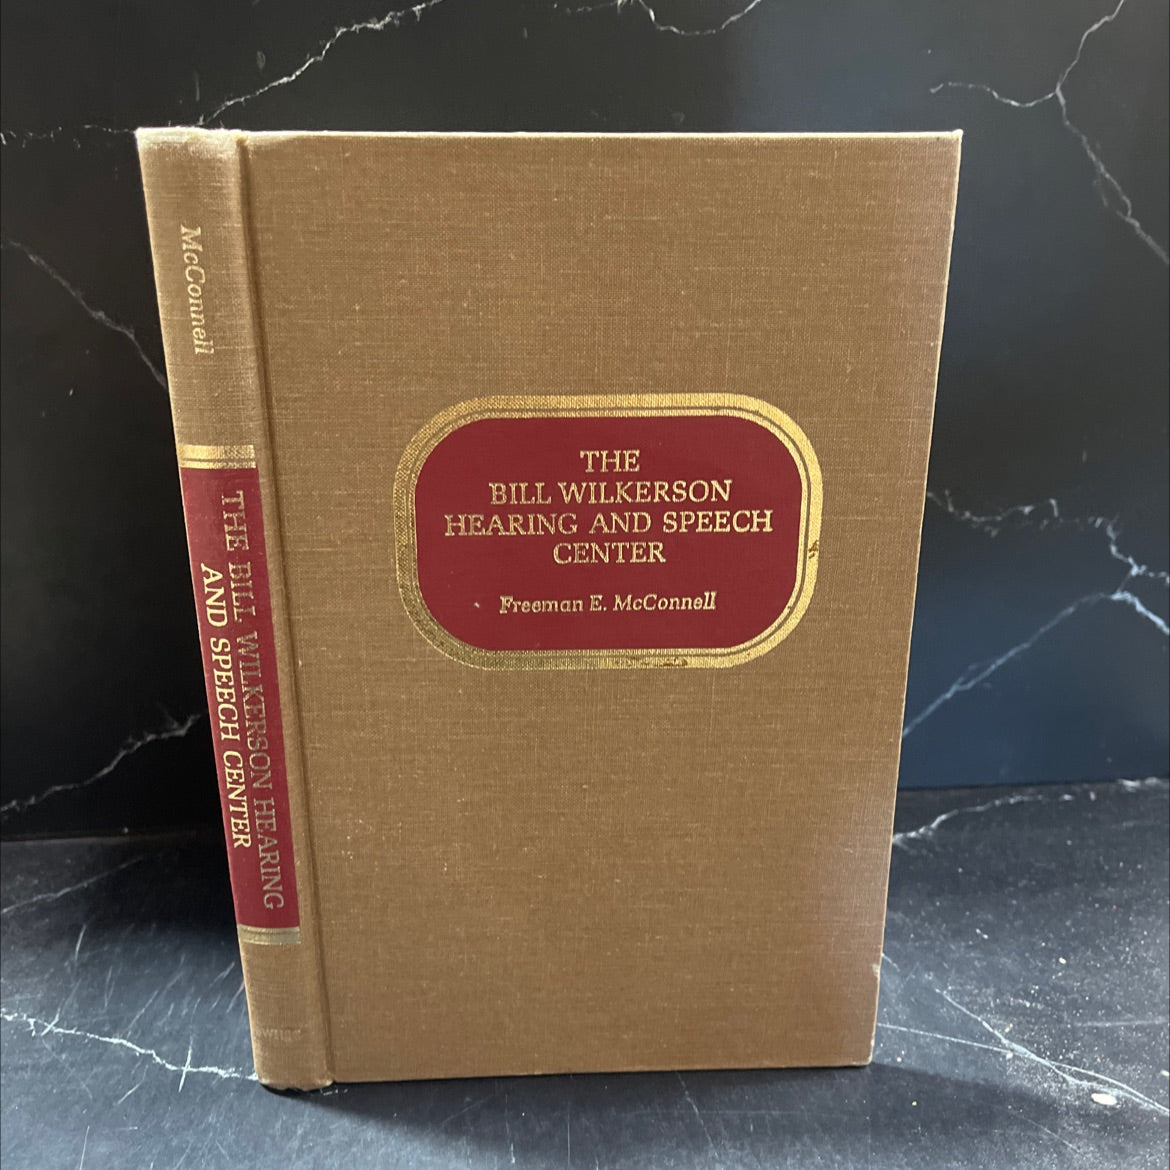 McConnell
THE BILL WILKERSON HEARING
AND SPEECH CENTER
THE
BILL WILKERSON
HEARING AND SPEECH
CENTER
Freeman E. McConnell